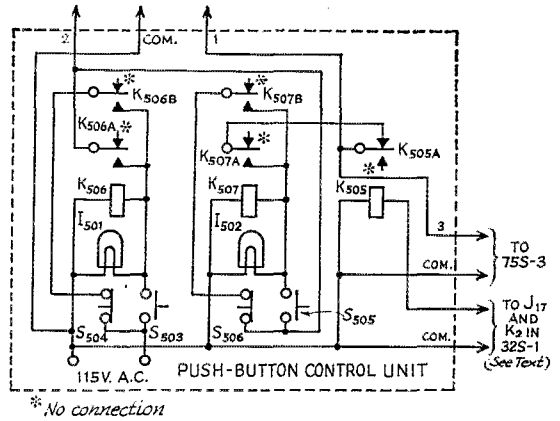 2 COM. 1
K506B
K507B
K506A
K507A
K505A
K506
K507
K505
I501
I502
3
TO
75S-3
COM.
S505
TO J17
AND
K2 IN
32S-1
(See Text)
COM.
S504 S503 S506
115V. A.C. PUSH-BUTTON CONTROL UNIT
* No connection